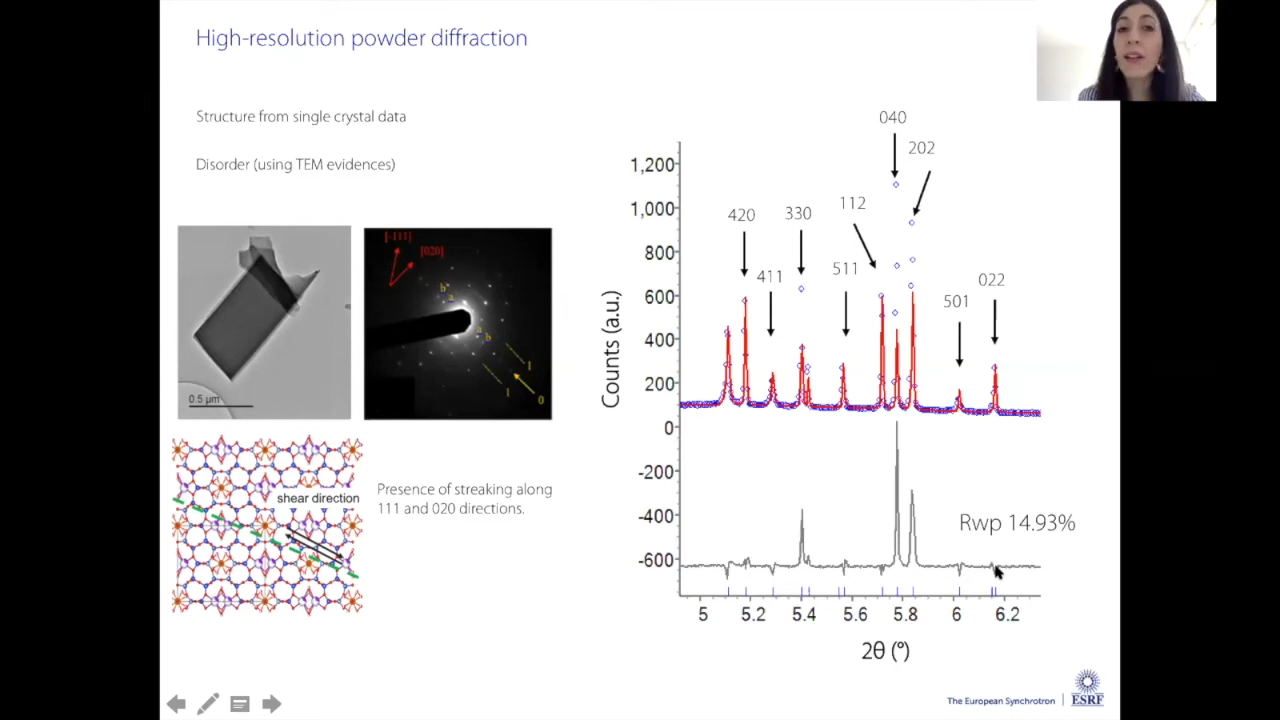 High-resolution powder diffraction
Structure from single crystal data
Disorder (using TEM evidences)
0.5 µm
[-111]
[020]
b*
a
a
b
1
1
0
shear direction
Presence of streaking along
111 and 020 directions.
040
202
112
330
420
511
411
022
501
1,200
1,000
800
600
400
200
0
-200
-400
-600
Counts (a.u.)
Rwp 14.93%
5 5.2 5.4 5.6 5.8 6 6.2
2θ (°)
The European Synchrotron
ESRF